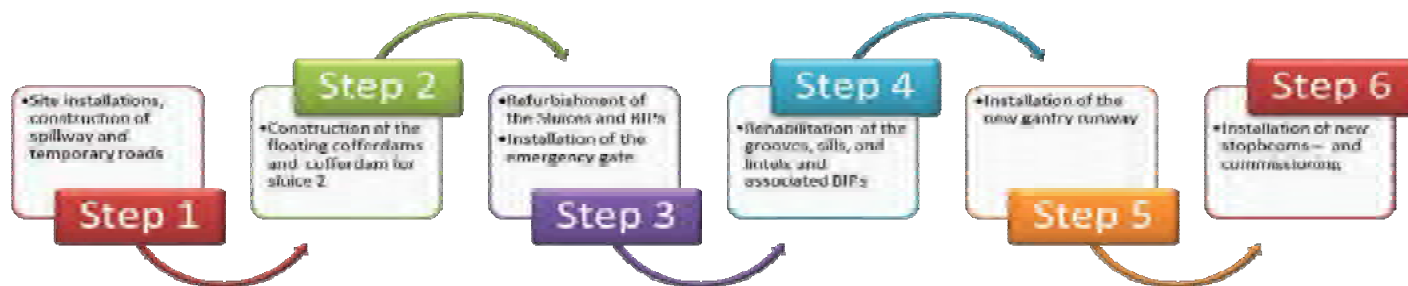 •Site installations,
construction of
spillway and
temporary roads
Step 1
Step 2
•Construction of the
floating cofferdams
and cofferdam for
sluice 2
•Refurbishment of
the Sluices and BIPs
•Installation of the
emergency gate
Step 3
Step 4
•Rehabilitation of the
grooves, sills, and
lintels and
associated BIPs
•Installation of the
new gantry runway
Step 5
Step 6
•Installation of new
stopbeams – and
commissioning